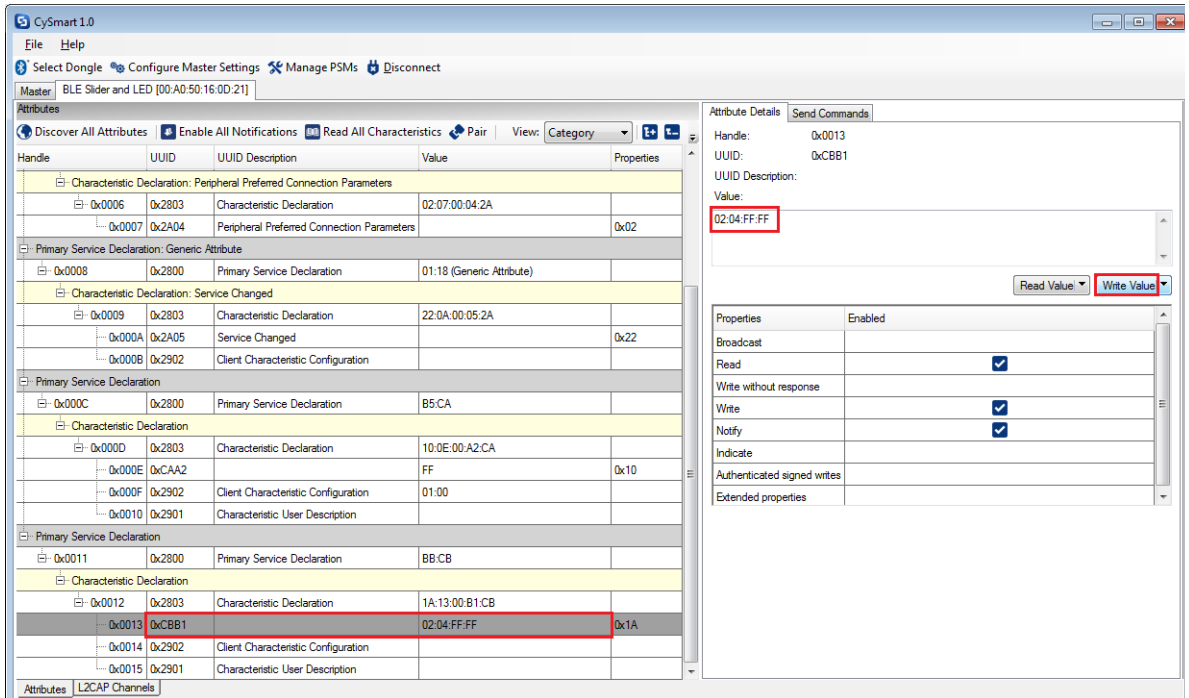 CySmart 1.0
File Help
Select Dongle Configure Master Settings Manage PSMs Disconnect
Master BLE Slider and LED [00:A0:50:16:0D:21]
Attributes
Discover All Attributes Enable All Notifications Read All Characteristics Pair View: Category
Handle UUID UUID Description Value Properties
Characteristic Declaration: Peripheral Preferred Connection Parameters
0x0006 0x2803 Characteristic Declaration 02:07:00:04:2A
0x0007 0x2A04 Peripheral Preferred Connection Parameters 0x02
Primary Service Declaration: Generic Attribute
0x0008 0x2800 Primary Service Declaration 01:18 (Generic Attribute)
Characteristic Declaration: Service Changed
0x0009 0x2803 Characteristic Declaration 22:0A:00:05:2A
0x000A 0x2A05 Service Changed 0x22
0x000B 0x2902 Client Characteristic Configuration
Primary Service Declaration
0x000C 0x2800 Primary Service Declaration B5:CA
Characteristic Declaration
0x000D 0x2803 Characteristic Declaration 10:0E:00:A2:CA
0x000E 0xCAA2 FF 0x10
0x000F 0x2902 Client Characteristic Configuration 01:00
0x0010 0x2901 Characteristic User Description
Primary Service Declaration
0x0011 0x2800 Primary Service Declaration BB:CB
Characteristic Declaration
0x0012 0x2803 Characteristic Declaration 1A:13:00:B1:CB
0x0013 0xCBB1 02:04:FF:FF 0x1A
0x0014 0x2902 Client Characteristic Configuration
0x0015 0x2901 Characteristic User Description
Attributes L2CAP Channels
Attribute Details Send Commands
Handle: 0x0013
UUID: 0xCBB1
UUID Description:
Value:
02:04:FF:FF
Read Value Write Value
Properties Enabled
Broadcast
Read
Write without response
Write
Notify
Indicate
Authenticated signed writes
Extended properties